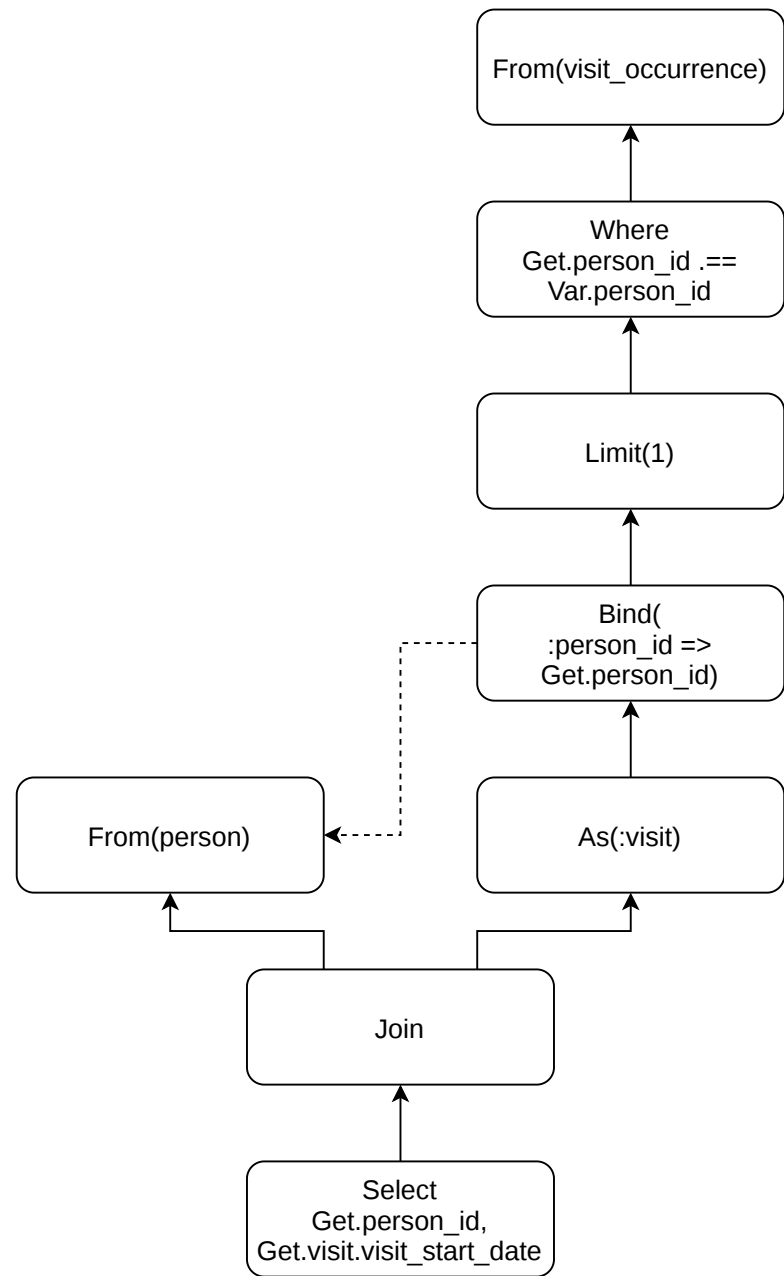 From(visit_occurrence)
Where
Get.person_id .==
Var.person_id
Limit(1)
Bind(
:person_id =>
Get.person_id)
From(person)
As(:visit)
Join
Select
Get.person_id,
Get.visit.visit_start_date